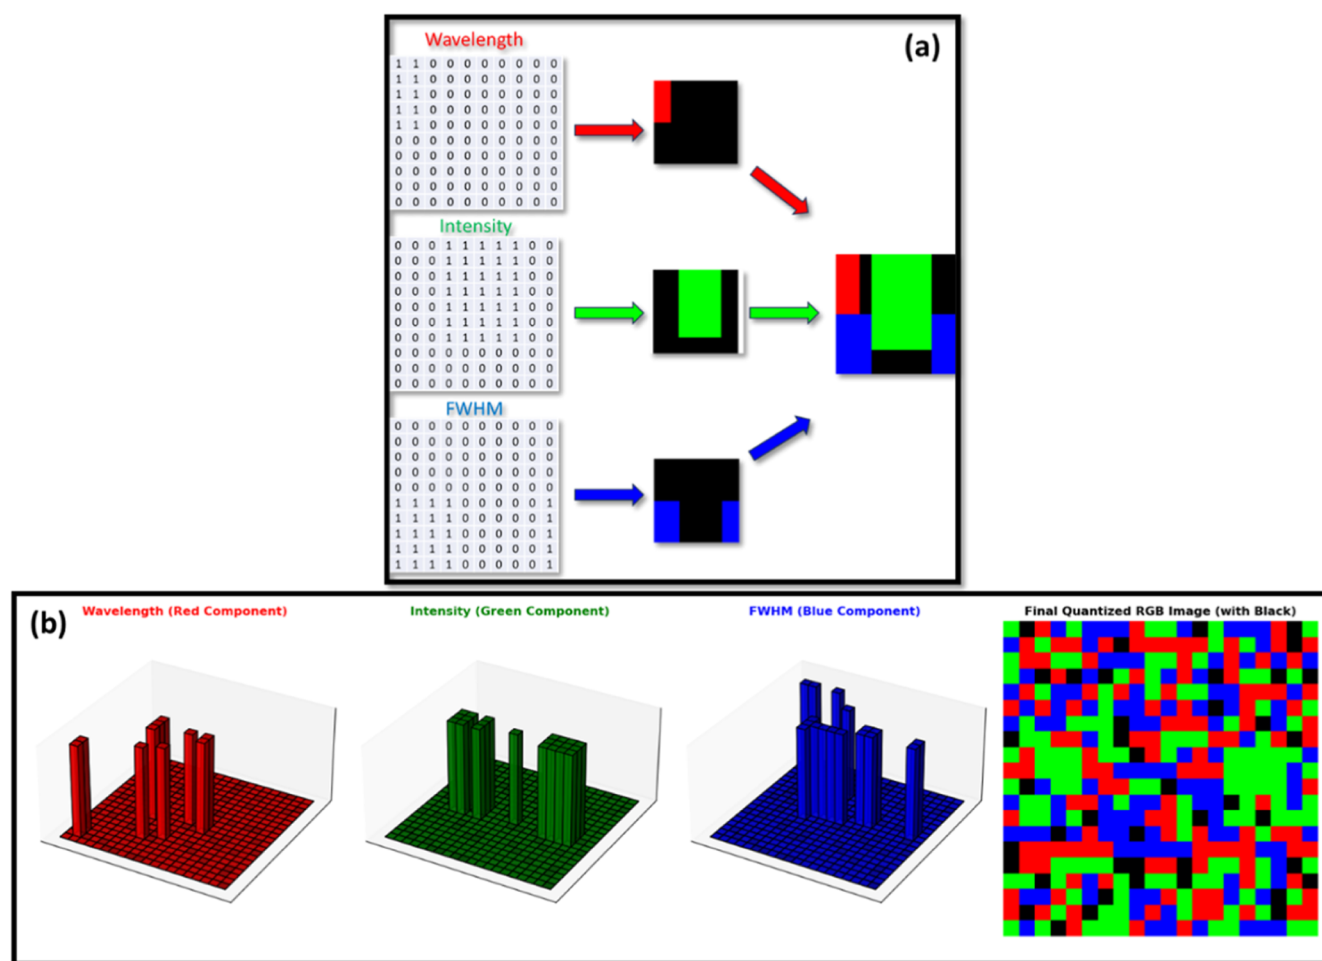 (a)
Wavelength
1 1 0 0 0 0 0 0 0 0
1 1 0 0 0 0 0 0 0 0
1 1 0 0 0 0 0 0 0 0
1 1 0 0 0 0 0 0 0 0
1 1 0 0 0 0 0 0 0 0
0 0 0 0 0 0 0 0 0 0
0 0 0 0 0 0 0 0 0 0
0 0 0 0 0 0 0 0 0 0
0 0 0 0 0 0 0 0 0 0
0 0 0 0 0 0 0 0 0 0
Intensity
0 0 0 1 1 1 1 1 0 0
0 0 0 1 1 1 1 1 0 0
0 0 0 1 1 1 1 1 0 0
0 0 0 1 1 1 1 1 0 0
0 0 0 1 1 1 1 1 0 0
0 0 0 1 1 1 1 1 0 0
0 0 0 1 1 1 1 1 0 0
0 0 0 0 0 0 0 0 0 0
0 0 0 0 0 0 0 0 0 0
0 0 0 0 0 0 0 0 0 0
FWHM
0 0 0 0 0 0 0 0 0 0
0 0 0 0 0 0 0 0 0 0
0 0 0 0 0 0 0 0 0 0
0 0 0 0 0 0 0 0 0 0
0 0 0 0 0 0 0 0 0 0
1 1 1 1 0 0 0 0 0 1
1 1 1 1 0 0 0 0 0 1
1 1 1 1 0 0 0 0 0 1
1 1 1 1 0 0 0 0 0 1
1 1 1 1 0 0 0 0 0 1
(b)
Wavelength (Red Component)
Intensity (Green Component)
FWHM (Blue Component)
Final Quantized RGB Image (with Black)